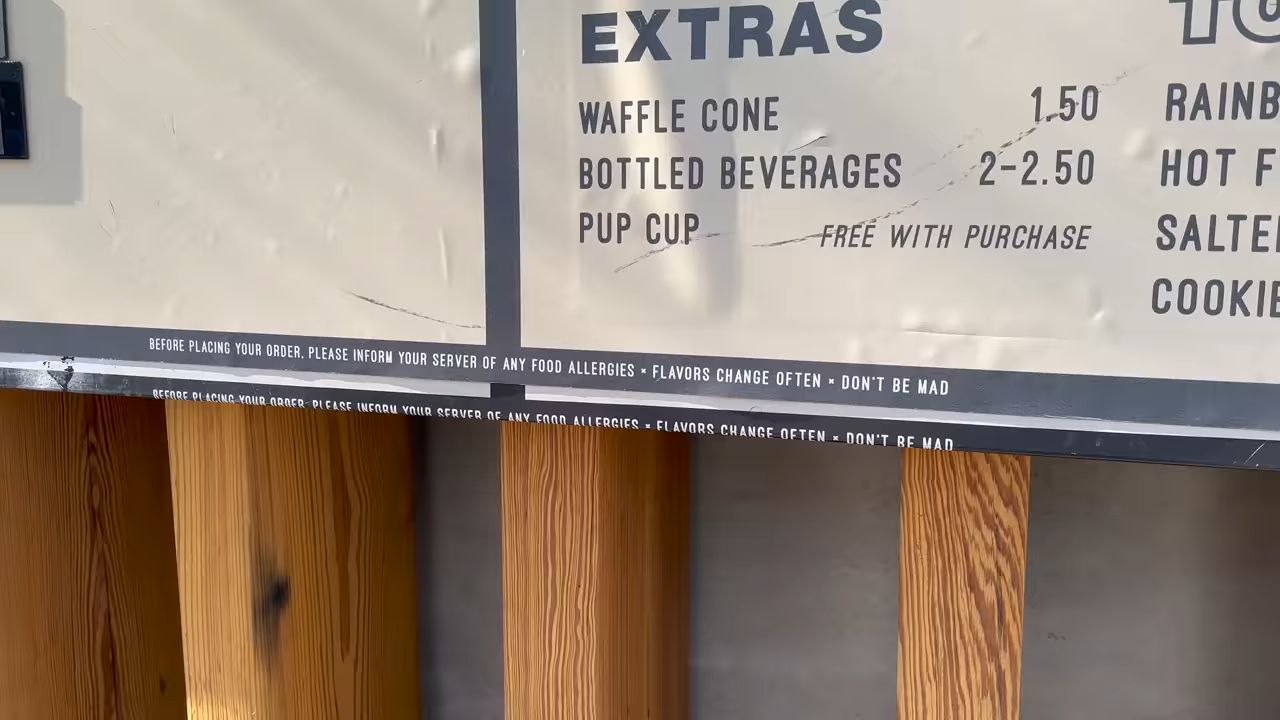 EXTRAS
WAFFLE CONE 1.50
BOTTLED BEVERAGES 2-2.50
PUP CUP FREE WITH PURCHASE
HOT
BEFORE PLACING YOUR ORDER, PLEASE INFORM YOUR SERVER OF ANY FOOD ALLERGIES × FLAVORS CHANGE OFTEN × DON'T BE MAD
BEFORE PLACING YOUR ORDER, PLEASE INFORM YOUR SERVER OF ANY FOOD ALLERGIES × FLAVORS CHANGE OFTEN × DON'T BE MAD